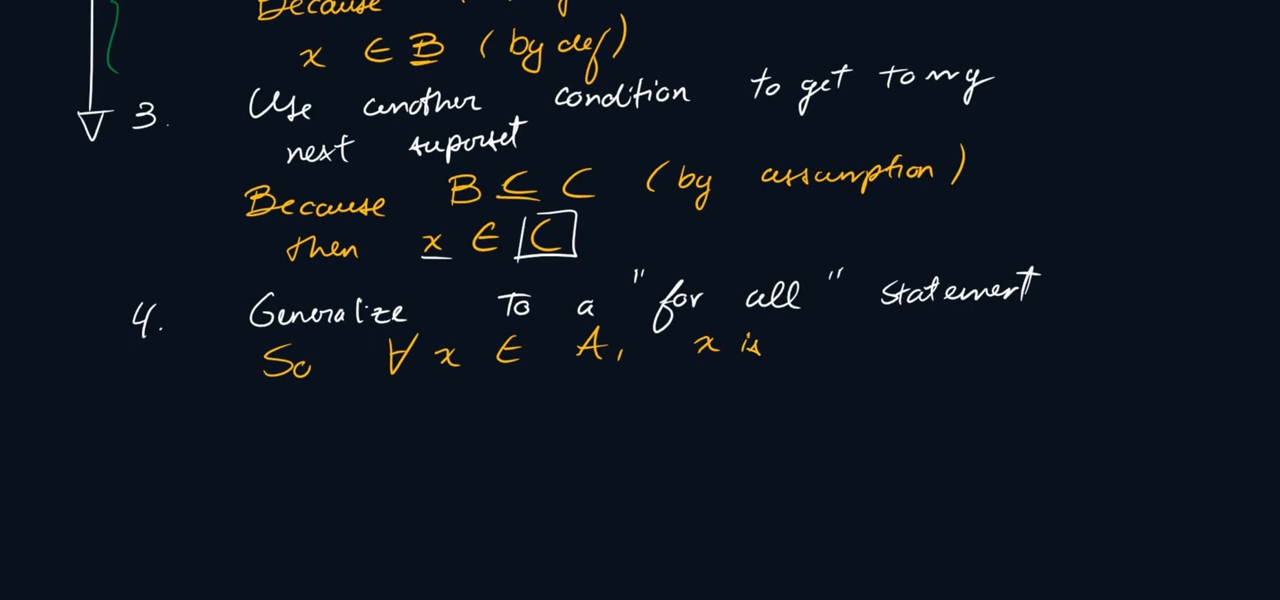 Because
x ∈ B (by def)
3. Use another condition to get to my
next superset
Because B ⊆ C (by assumption)
then x ∈ C
4. Generalize To a "for all" statement
So ∀ x ∈ A, x is